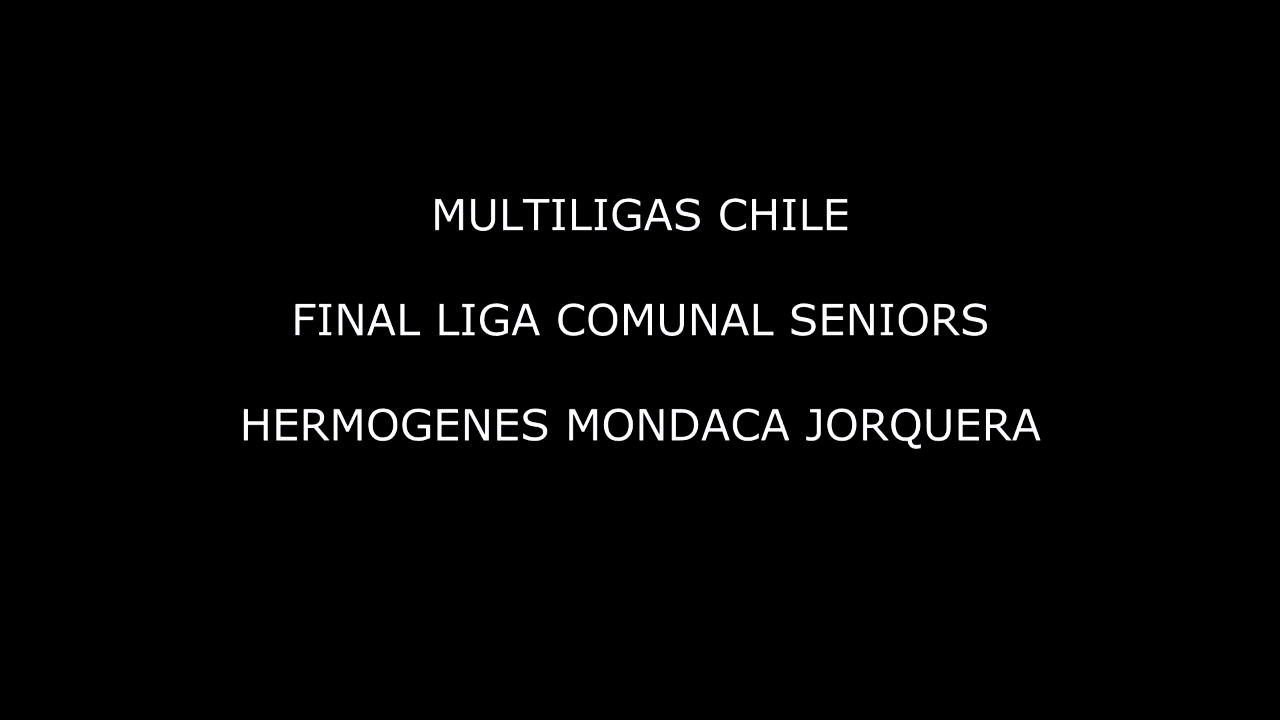 MULTILIGAS CHILE
FINAL LIGA COMUNAL SENIORS
HERMOGENES MONDACA JORQUERA